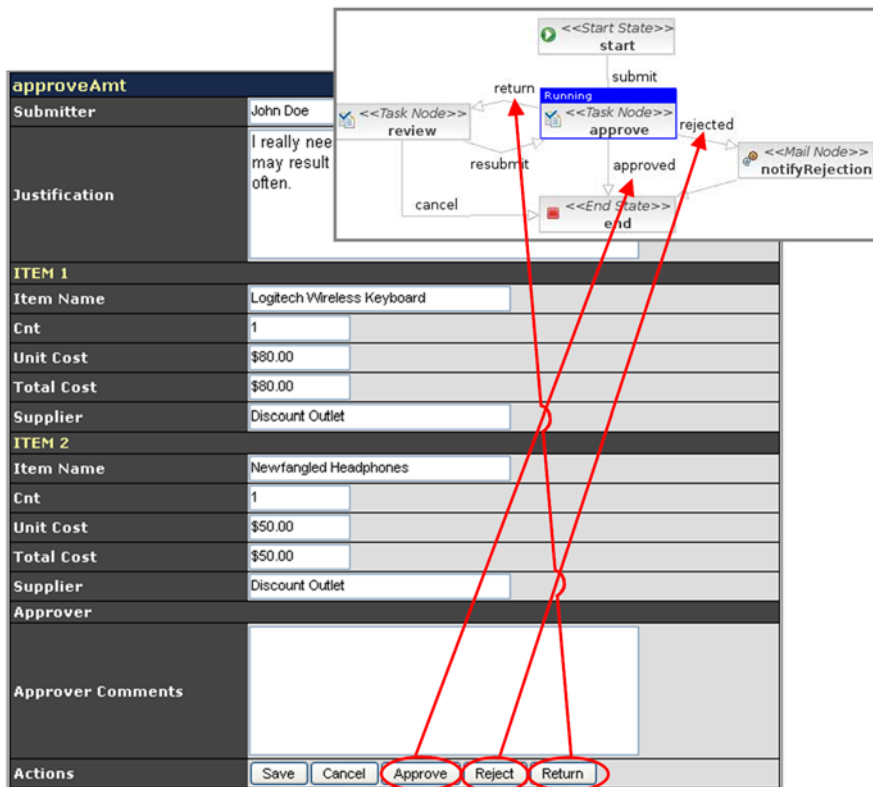 <<Start State>>
start
submit
return
Running
<<Task Node>>
approve
<<Task Node>>
review
rejected
resubmit
approved
<<Mail Node>>
notifyRejection
cancel
<<End State>>
end
approveAmt
Submitter John Doe
Justification
I really nee
may result
often.
ITEM 1
Item Name Logitech Wireless Keyboard
Cnt 1
Unit Cost $80.00
Total Cost $80.00
Supplier Discount Outlet
ITEM 2
Item Name Newfangled Headphones
Cnt 1
Unit Cost $50.00
Total Cost $50.00
Supplier Discount Outlet
Approver
Approver Comments
Actions Save Cancel Approve Reject Return